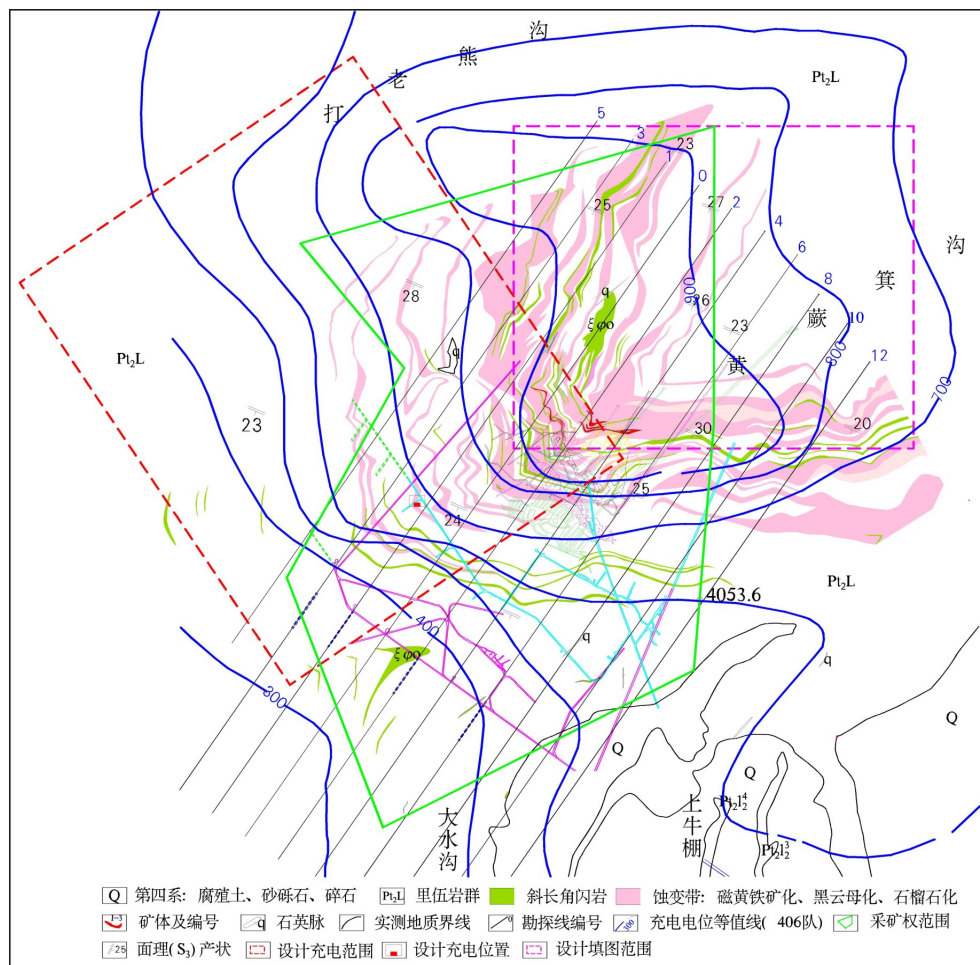 沟
熊
老
打
Pt₂L
5
3
23
1
0
25
27
2
4
沟
6
箕
28
8
q
900
26
蕨
10
23
ξφο
800
Pt₂L
q
黄
12
700
23
20
30
25
24
Pt₂L
4053.6
400
q
ξφο
q
300
Q
Q
Q
大水沟
上牛棚
Pt₂l₂⁴
Pt₂l₂³
Q 第四系: 腐殖土、砂砾石、碎石 Pt₂L 里伍岩群 斜长角闪岩 蚀变带: 磁黄铁矿化、黑云母化、石榴石化
I-3 矿体及编号 q 石英脉 实测地质界线 0 勘探线编号 300 充电电位等值线( 406队) 采矿权范围
25 面理(S₃)产状 设计充电范围 设计充电位置 设计填图范围